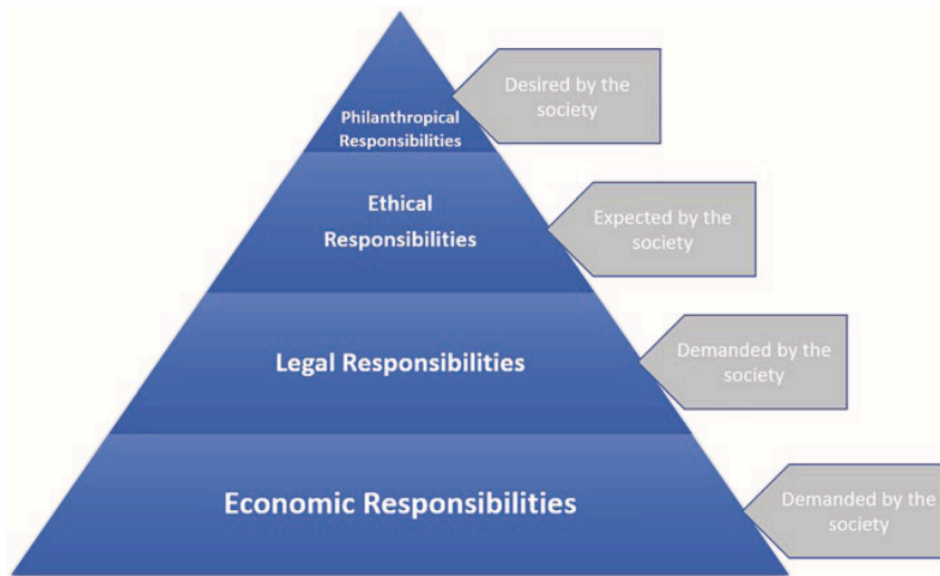 Desired by the
society
Philanthropical
Responsibilities
Ethical
Responsibilities
Expected by the
society
Legal Responsibilities
Demanded by the
society
Economic Responsibilities
Demanded by the
society